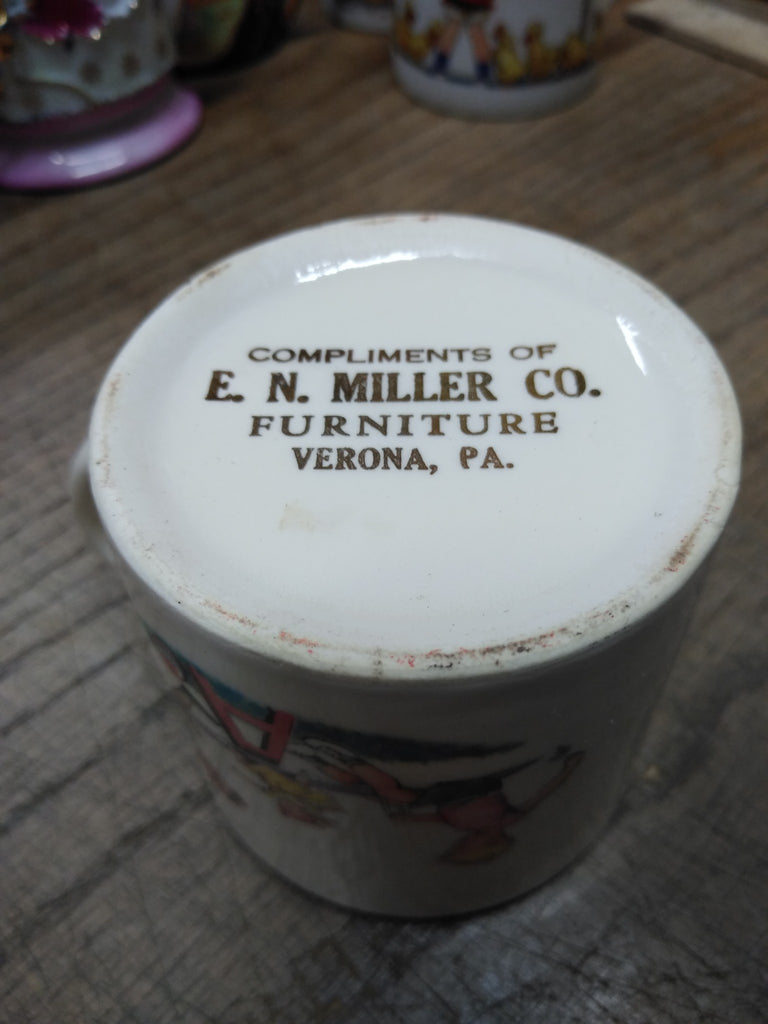 COMPLIMENTS OF
E. N. MILLER CO.
FURNITURE
VERONA, PA.